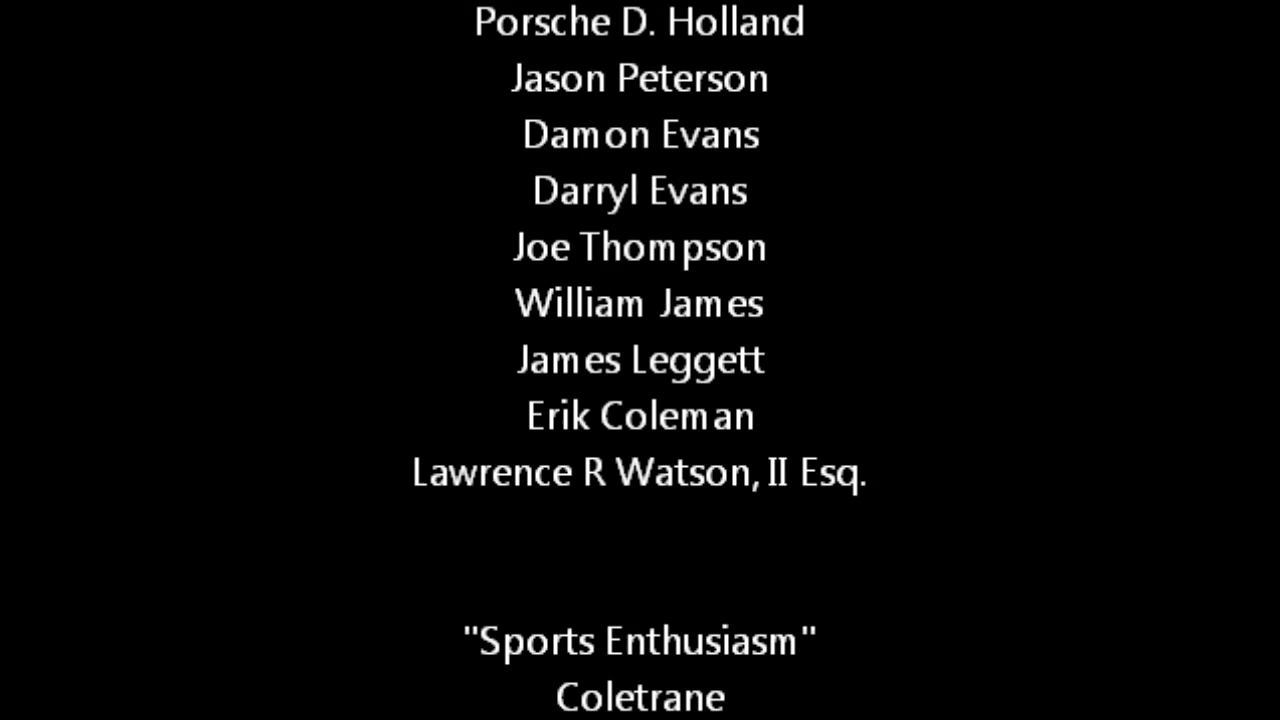 Porsche D. Holland
Jason Peterson
Damon Evans
Darryl Evans
Joe Thompson
William James
James Leggett
Erik Coleman
Lawrence R Watson, II Esq.
"Sports Enthusiasm"
Coletrane